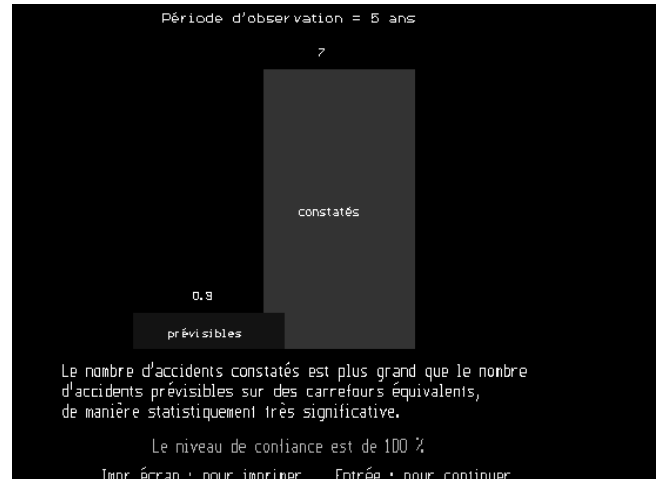 Période d'observation = 5 ans
7
constatés
0.9
prévisibles
Le nombre d'accidents constatés est plus grand que le nombre
d'accidents prévisibles sur des carrefours équivalents,
de manière statistiquement très significative.
Le niveau de confiance est de 100 %
Impr écran : pour imprimer Entrée : pour continuer